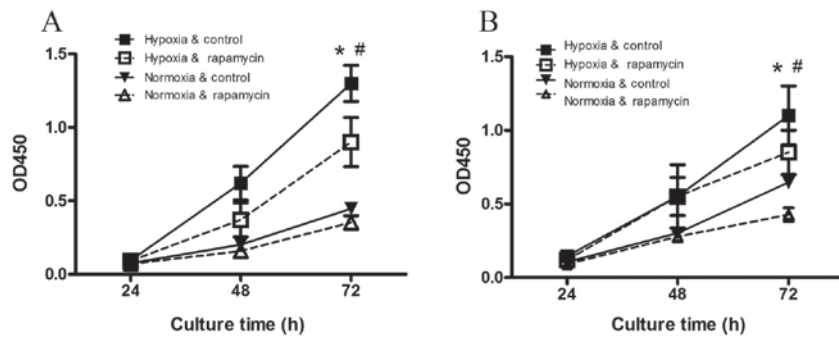 A
Hypoxia & control
Hypoxia & rapamycin
Normoxia & control
Normoxia & rapamycin
* #
OD450
1.5
1.0
0.5
0.0
24 48 72
Culture time (h)
B
Hypoxia & control
Hypoxia & rapamycin
Normoxia & control
Normoxia & rapamycin
* #
OD450
1.5
1.0
0.5
0.0
24 48 72
Culture time (h)